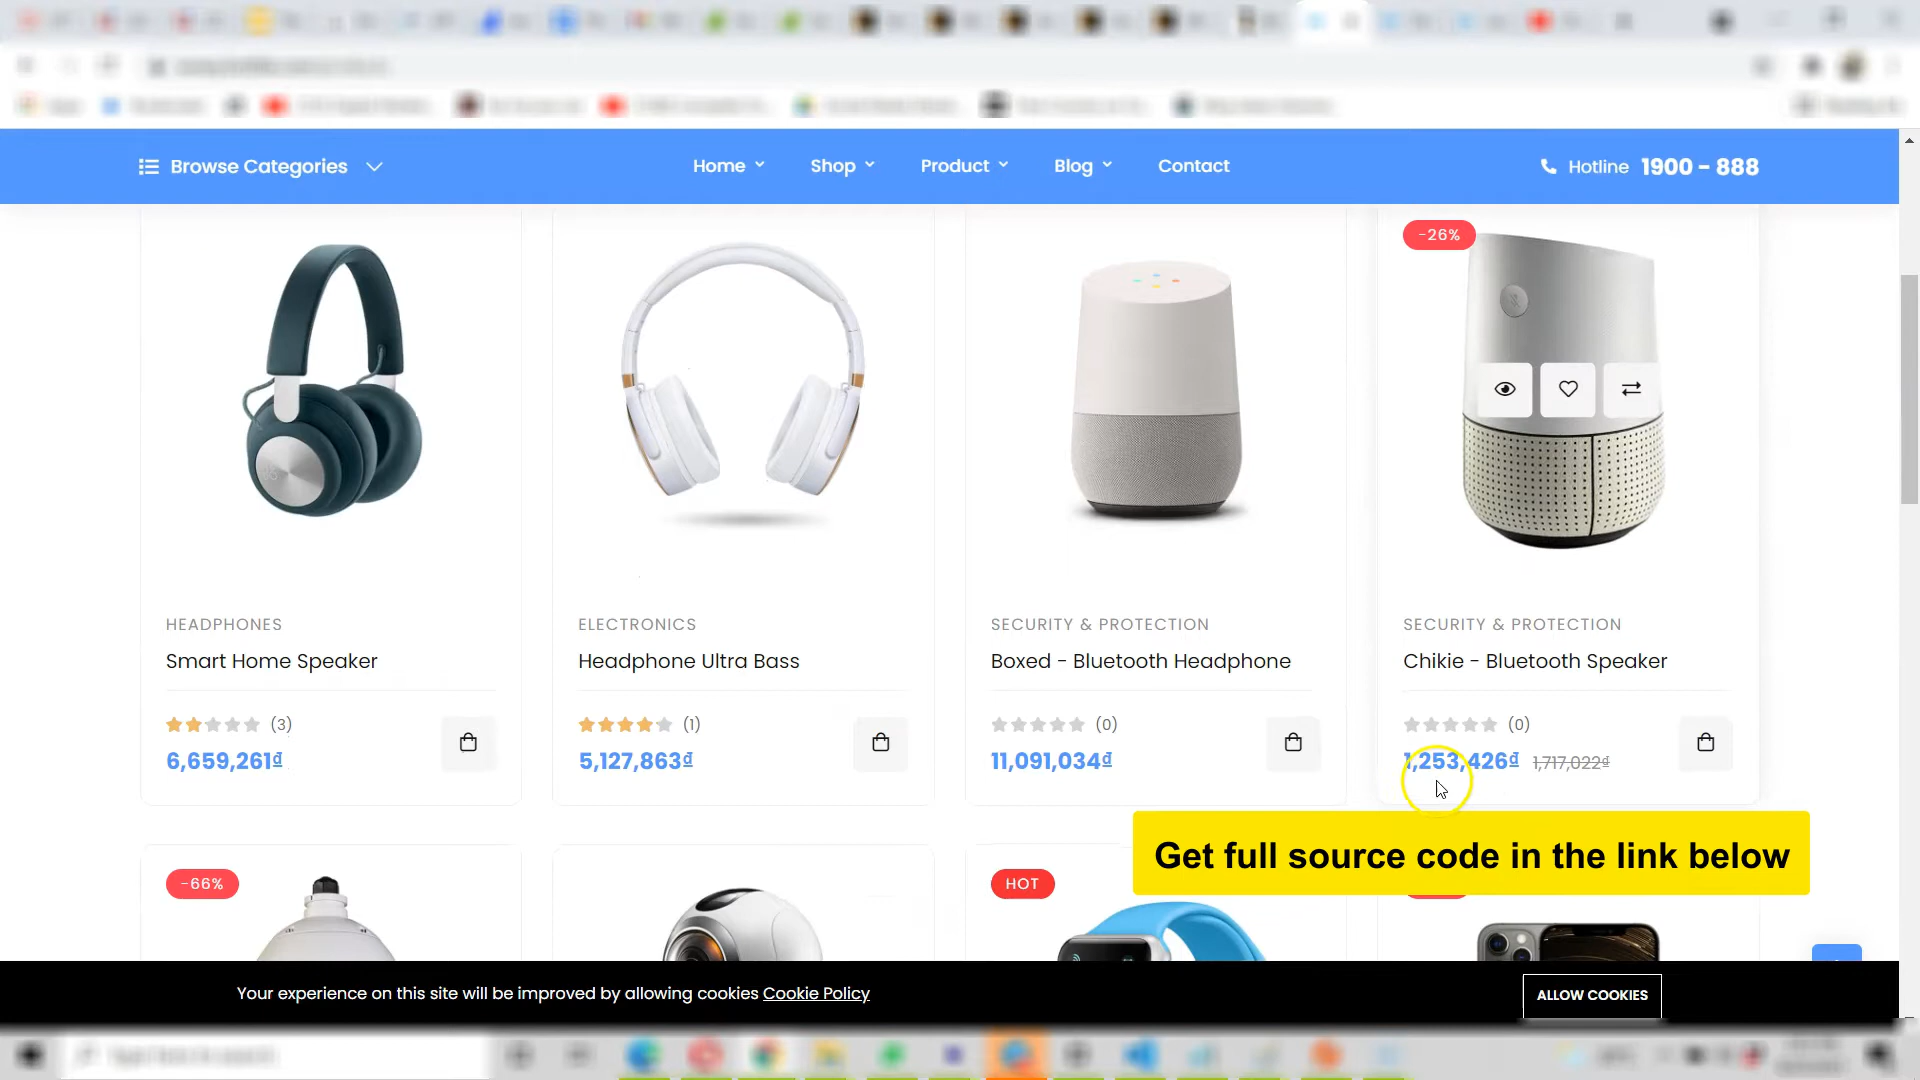 Browse Categories
Home
Shop
Product
Blog
Contact
Hotline 1900 - 888
-26%
HEADPHONES
Smart Home Speaker
(3)
6,659,261₫
ELECTRONICS
Headphone Ultra Bass
(1)
5,127,863₫
SECURITY & PROTECTION
Boxed - Bluetooth Headphone
(0)
11,091,034₫
SECURITY & PROTECTION
Chikie - Bluetooth Speaker
(0)
1,253,426₫ 1,717,022₫
Get full source code in the link below
-66%
HOT
Your experience on this site will be improved by allowing cookies Cookie Policy
ALLOW COOKIES